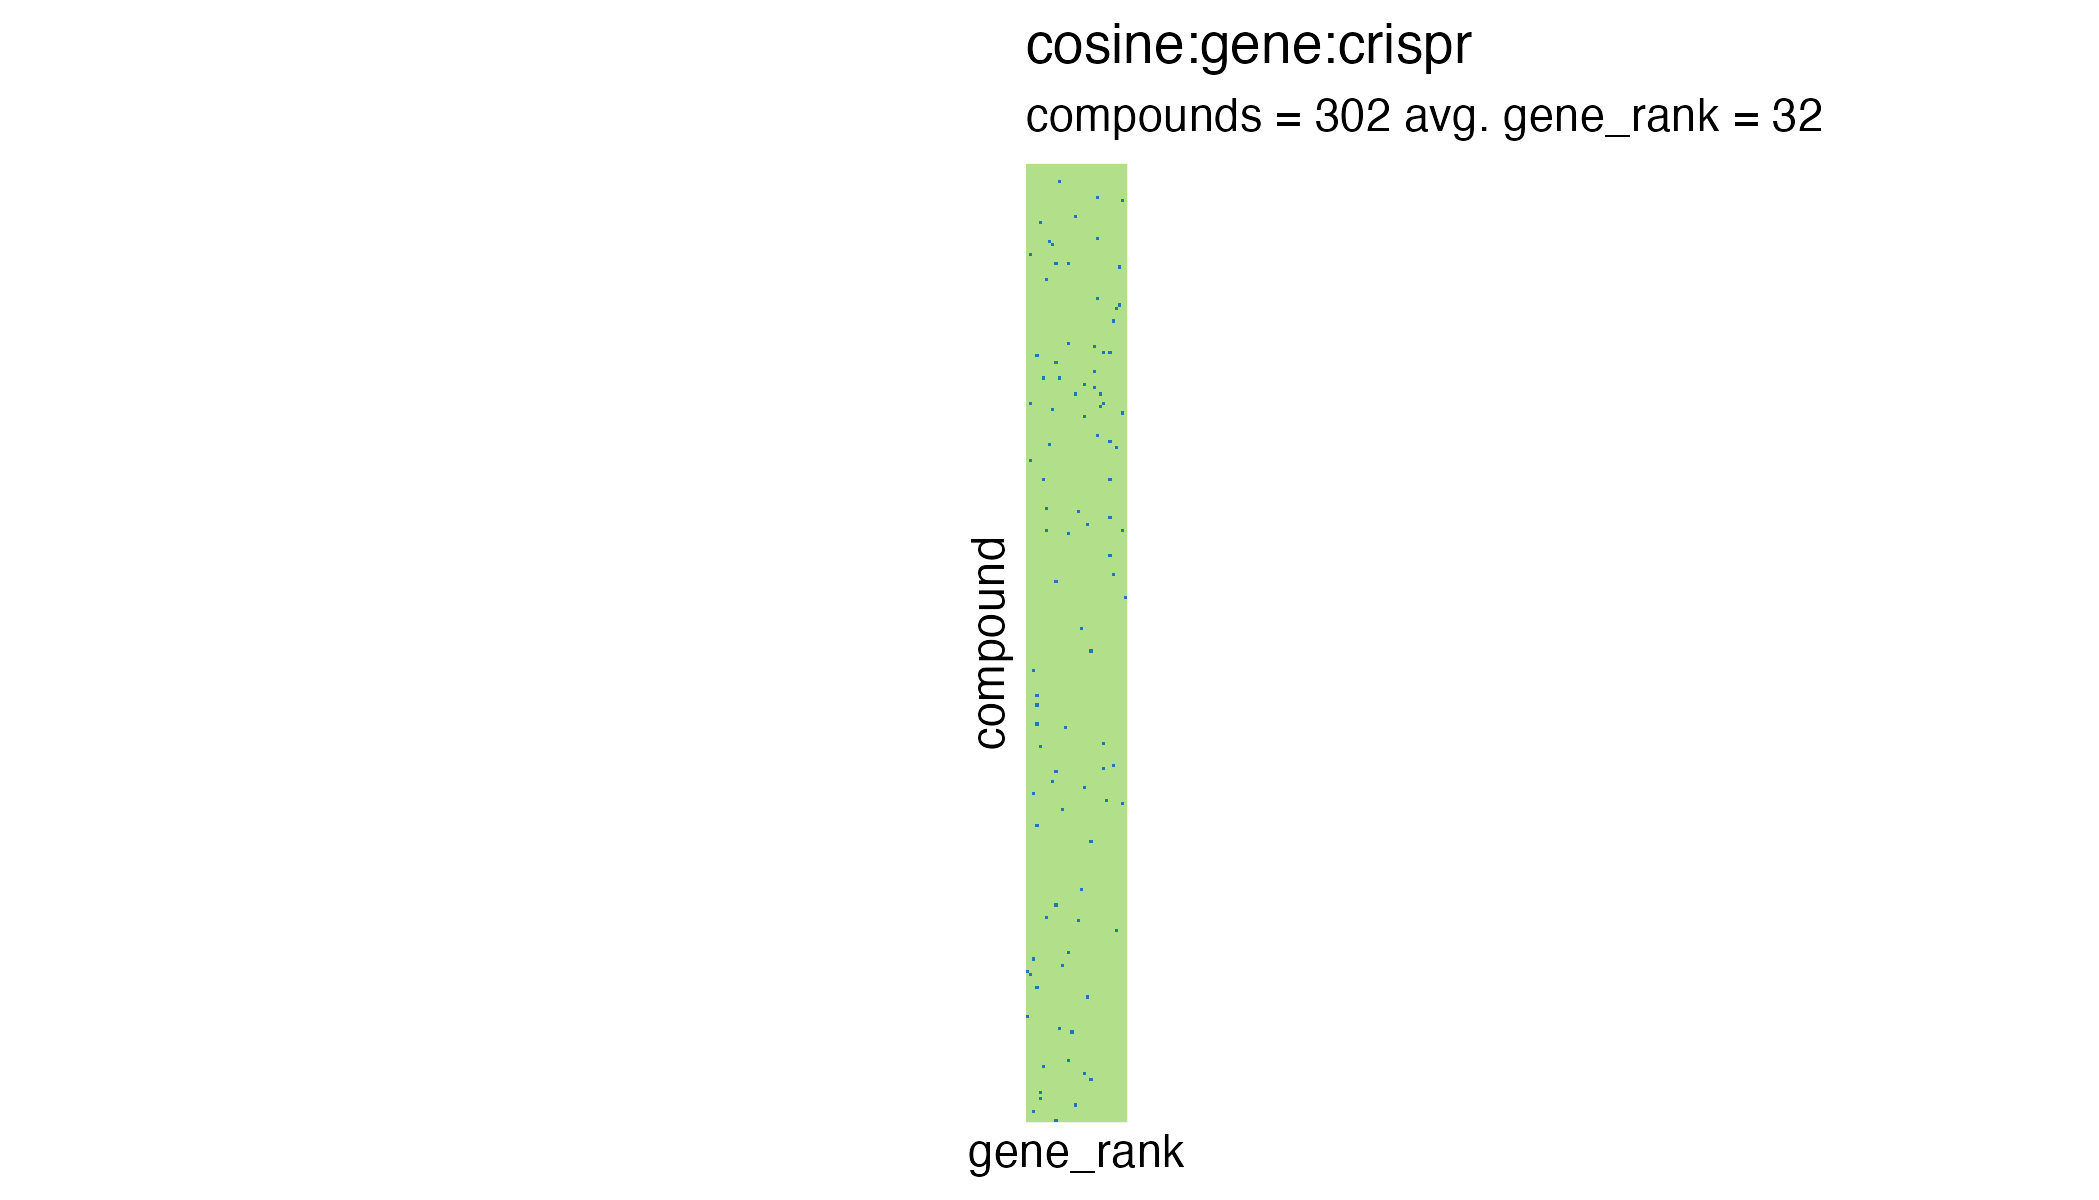 cosine:gene:crispr
compounds = 302 avg. gene_rank = 32
compound
gene_rank